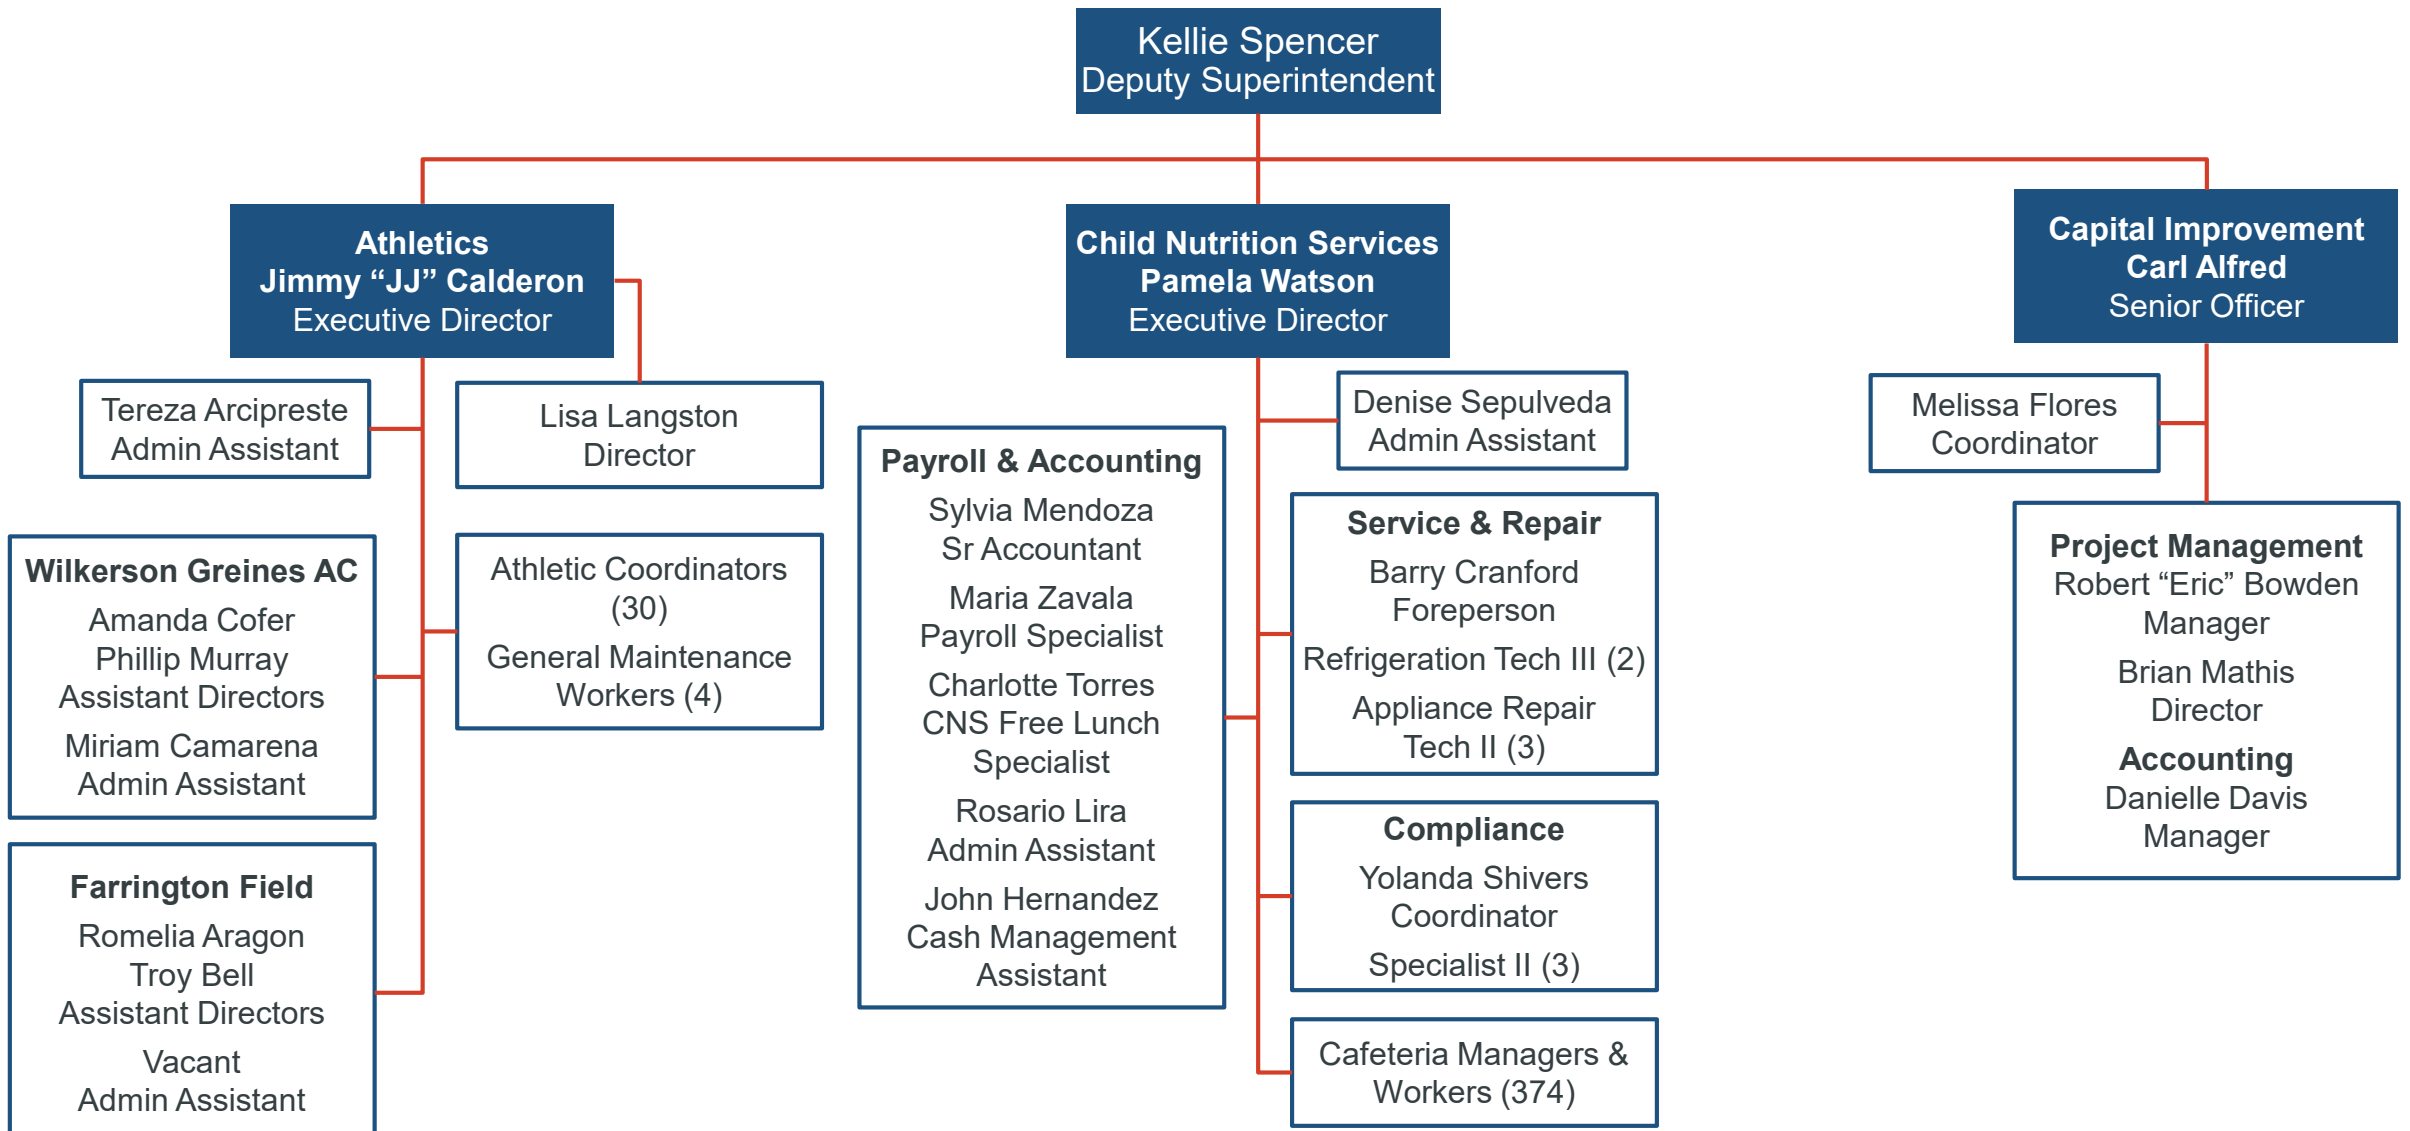 Kellie Spencer
Deputy Superintendent
Athletics
Jimmy “JJ” Calderon
Executive Director
Tereza Arcipreste
Admin Assistant
Lisa Langston
Director
Wilkerson Greines AC
Amanda Cofer
Phillip Murray
Assistant Directors
Miriam Camarena
Admin Assistant
Athletic Coordinators
(30)
General Maintenance
Workers (4)
Farrington Field
Romelia Aragon
Troy Bell
Assistant Directors
Vacant
Admin Assistant
Child Nutrition Services
Pamela Watson
Executive Director
Denise Sepulveda
Admin Assistant
Payroll & Accounting
Sylvia Mendoza
Sr Accountant
Maria Zavala
Payroll Specialist
Charlotte Torres
CNS Free Lunch
Specialist
Rosario Lira
Admin Assistant
John Hernandez
Cash Management
Assistant
Service & Repair
Barry Cranford
Foreperson
Refrigeration Tech III (2)
Appliance Repair
Tech II (3)
Compliance
Yolanda Shivers
Coordinator
Specialist II (3)
Cafeteria Managers &
Workers (374)
Capital Improvement
Carl Alfred
Senior Officer
Melissa Flores
Coordinator
Project Management
Robert “Eric” Bowden
Manager
Brian Mathis
Director
Accounting
Danielle Davis
Manager